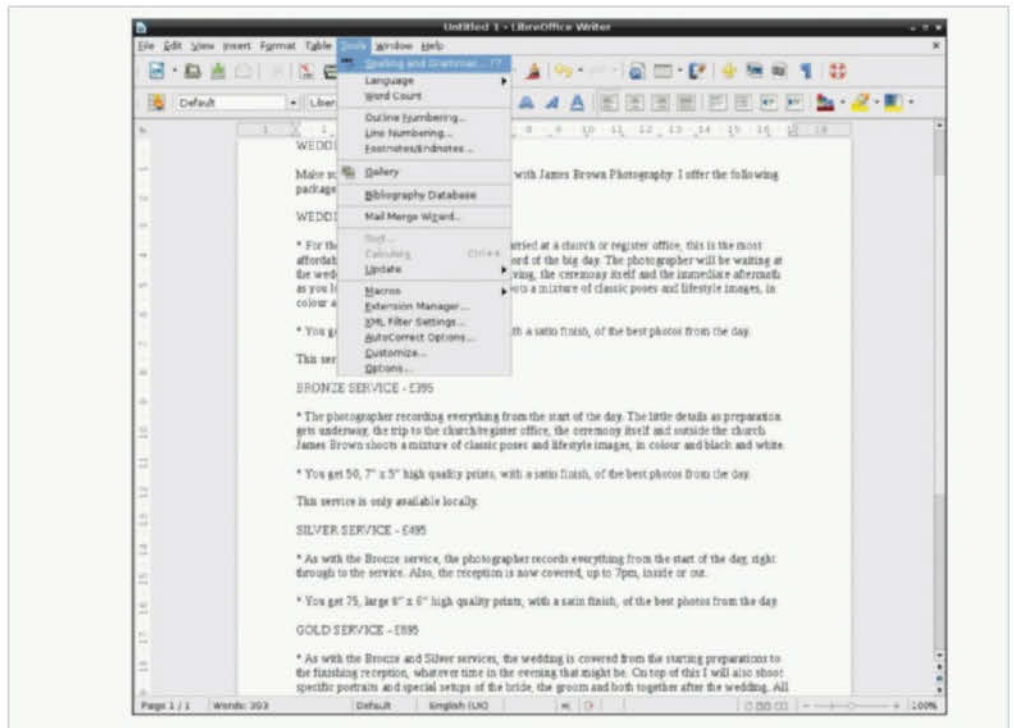 Untitled 1 - LibreOffice Writer
File Edit View Insert Format Table Tools Window Help
Spelling and Grammar... F7
Language
Word Count
Outline Numbering...
Line Numbering...
Footnotes/Endnotes...
Gallery
Bibliography Database
Mail Merge Wizard...
Sort...
Calculate Ctrl++
Update
Macros
Extension Manager...
XML Filter Settings...
AutoCorrect Options...
Customize...
Options...
Default Liber
WEDDI
Make su with James Brown Photography. I offer the following
package
WEDDI
* For the arried at a church or register office, this is the most
affordab ord of the big day. The photographer will be waiting at
the wed ving, the ceremony itself and the immediate aftermath
as you l oots a mixture of classic poses and lifestyle images, in
colour a
* You ge th a satin finish, of the best photos from the day.
This ser
BRONZE SERVICE - £395
* The photographer recording everything from the start of the day. The little details as preparation
gets underway, the trip to the church/register office, the ceremony itself and outside the church.
James Brown shoots a mixture of classic poses and lifestyle images, in colour and black and white.
* You get 50, 7" x 5" high quality prints, with a satin finish, of the best photos from the day.
This service is only available locally.
SILVER SERVICE - £495
* As with the Bronze service, the photographer records everything from the start of the day, right
through to the service. Also, the reception is now covered, up to 7pm, inside or out.
* You get 75, large 8" x 6" high quality prints, with a satin finish, of the best photos from the day
GOLD SERVICE - £895
* As with the Bronze and Silver services, the wedding is covered from the starting preparations to
the finishing reception, whatever time in the evening that might be. On top of this I will also shoot
specific portraits and special setups of the bride, the groom and both together after the wedding. All
Page 1 / 1 Words: 393 Default English (UK) 100%